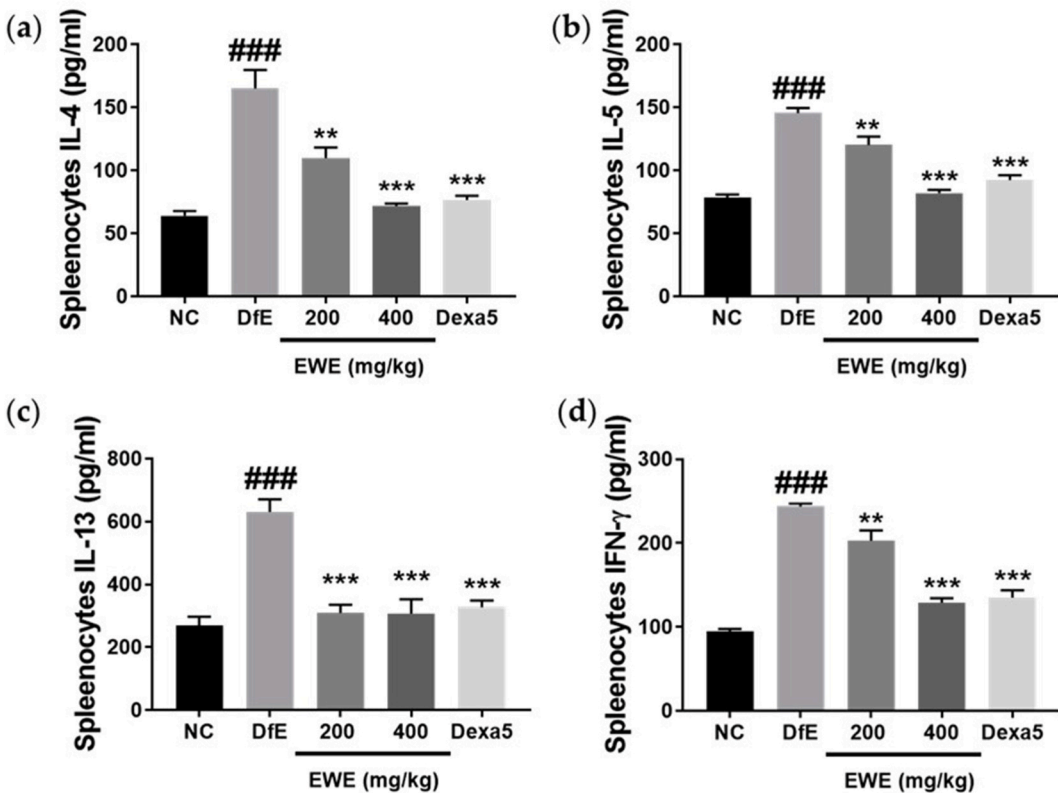 (a)
Spleenocytes IL-4 (pg/ml)
200
150
100
50
0
###
**
***
***
NC DfE 200 400 Dexa5
EWE (mg/kg)
(b)
Spleenocytes IL-5 (pg/ml)
200
150
100
50
0
###
**
***
***
NC DfE 200 400 Dexa5
EWE (mg/kg)
(c)
Spleenocytes IL-13 (pg/ml)
800
600
400
200
0
###
***
***
***
NC DfE 200 400 Dexa5
EWE (mg/kg)
(d)
Spleenocytes IFN-γ (pg/ml)
300
200
100
0
###
**
***
***
NC DfE 200 400 Dexa5
EWE (mg/kg)